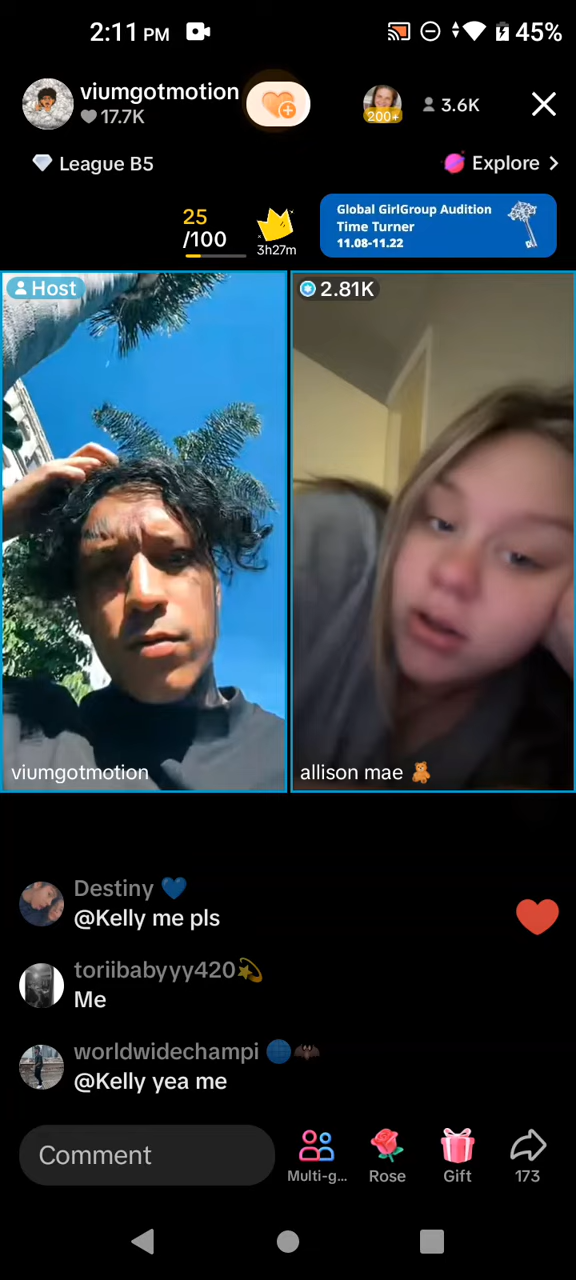 2:11 PM
45%
viumgotmotion
17.7K
200+
3.6K
League B5
Explore
25
/100
3h27m
Global GirlGroup Audition
Time Turner
11.08-11.22
Host
2.81K
viumgotmotion
allison mae 🧸
Destiny 💙
@Kelly me pls
toriibabyyy420💫
Me
worldwidechampi 🌐🦇
@Kelly yea me
Comment
Multi-g...
Rose
Gift
173